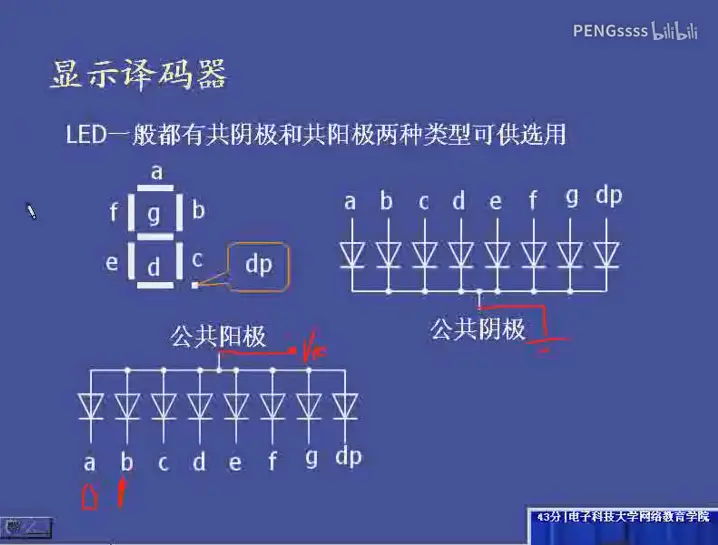 PENGssss bilibili
显示译码器
LED一般都有共阴极和共阳极两种类型可供选用
a
f g b
e d c dp
a b c d e f g dp
公共阴极
公共阳极
a b c d e f g dp
0 1
43分|电子科技大学网络教育学院